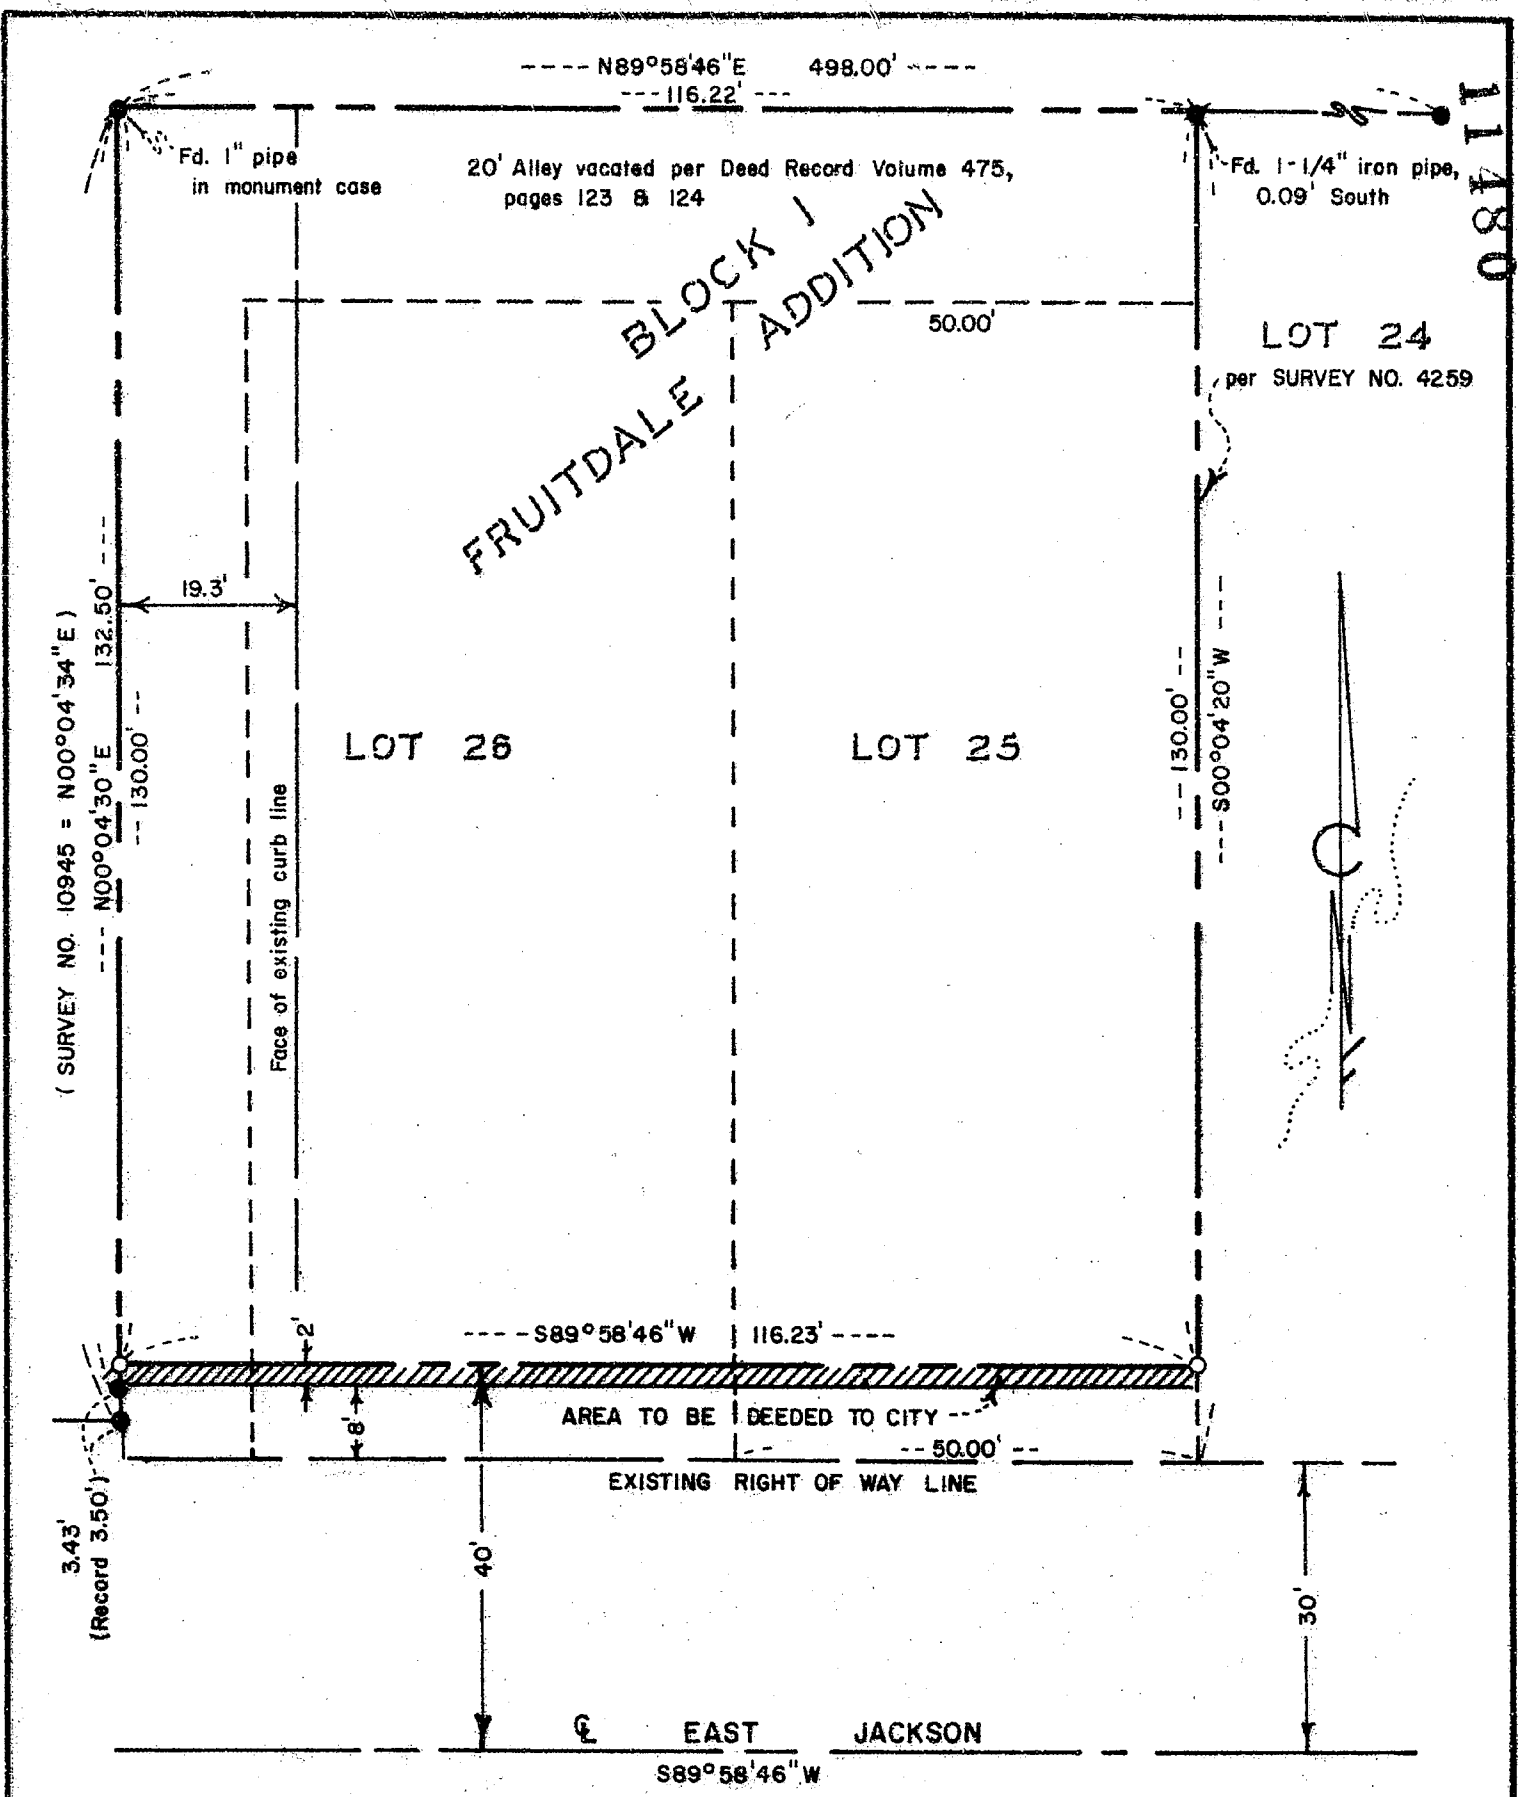 N89°58'46"E 498.00'
116.22'
11480
Fd. 1" pipe
in monument case
20' Alley vacated per Deed Record Volume 475,
pages 123 & 124
Fd. 1-1/4" iron pipe,
0.09' South
BLOCK 1
FRUITDALE ADDITION
50.00'
LOT 24
per SURVEY NO. 4259
19.3'
(SURVEY NO. 10945 = N00°04'34"E)
N00°04'30"E 132.50'
130.00'
Face of existing curb line
LOT 26
LOT 25
130.00'
S00°04'20"W
2'
S89°58'46"W 116.23'
8'
AREA TO BE DEEDED TO CITY
50.00'
EXISTING RIGHT OF WAY LINE
3.43'
(Record 3.50')
40'
30'
℄ EAST JACKSON
S89°58'46"W